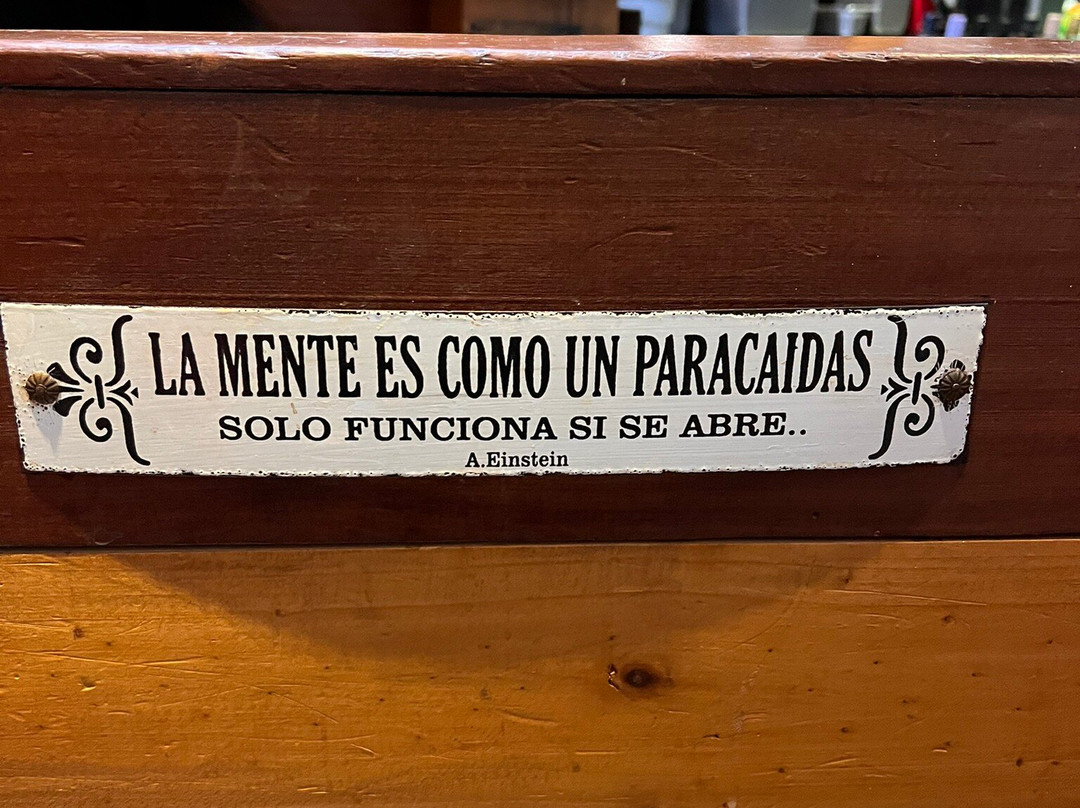 LA MENTE ES COMO UN PARACAIDAS
SOLO FUNCIONA SI SE ABRE..
A.Einstein